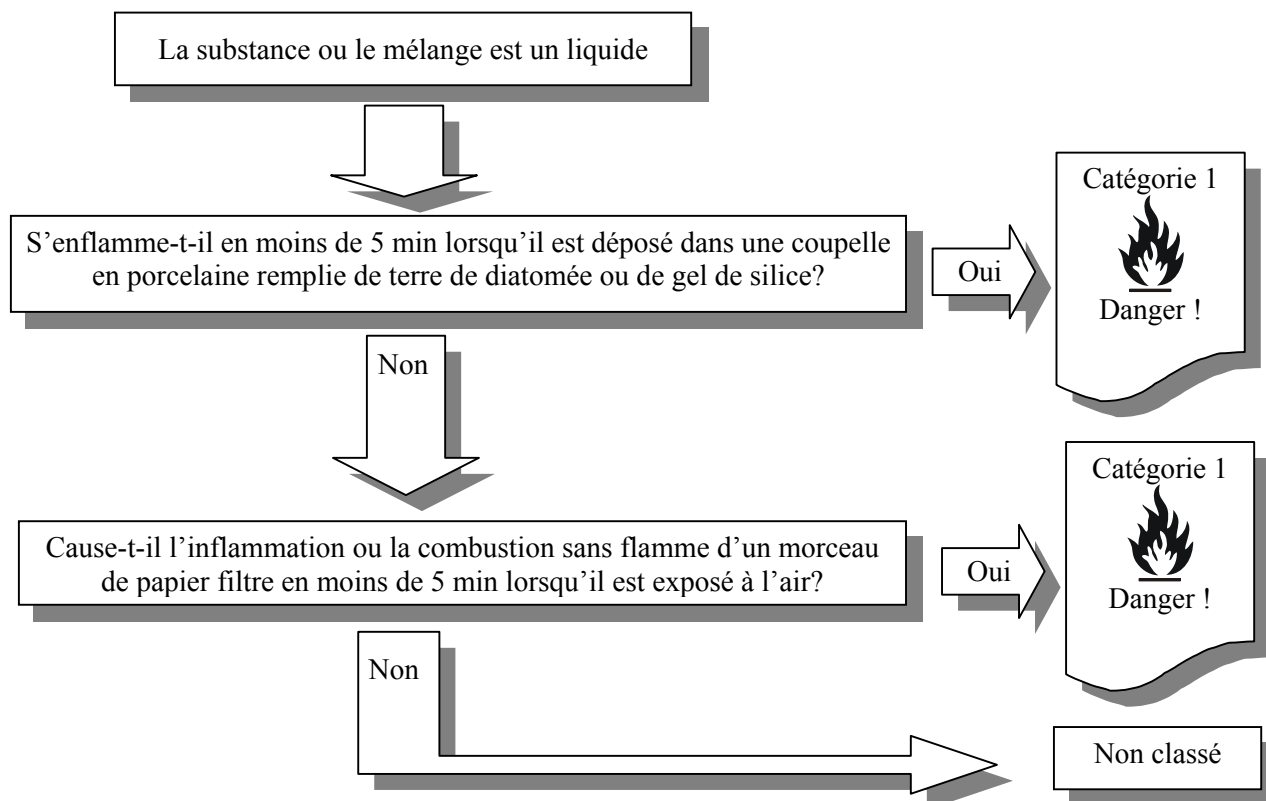 La substance ou le mélange est un liquide
S’enflamme-t-il en moins de 5 min lorsqu’il est déposé dans une coupelle
en porcelaine remplie de terre de diatomée ou de gel de silice?
Oui
Catégorie 1
Danger !
Non
Cause-t-il l’inflammation ou la combustion sans flamme d’un morceau
de papier filtre en moins de 5 min lorsqu’il est exposé à l’air?
Oui
Catégorie 1
Danger !
Non
Non classé